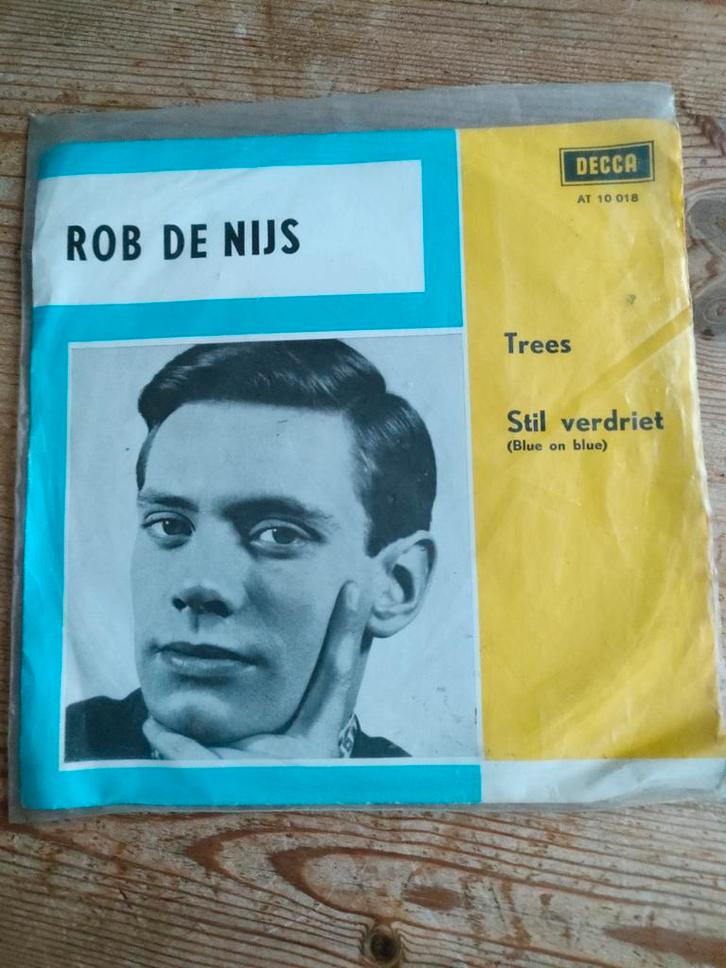 DECCA
AT 10 018
ROB DE NIJS
Trees
Stil verdriet
(Blue on blue)